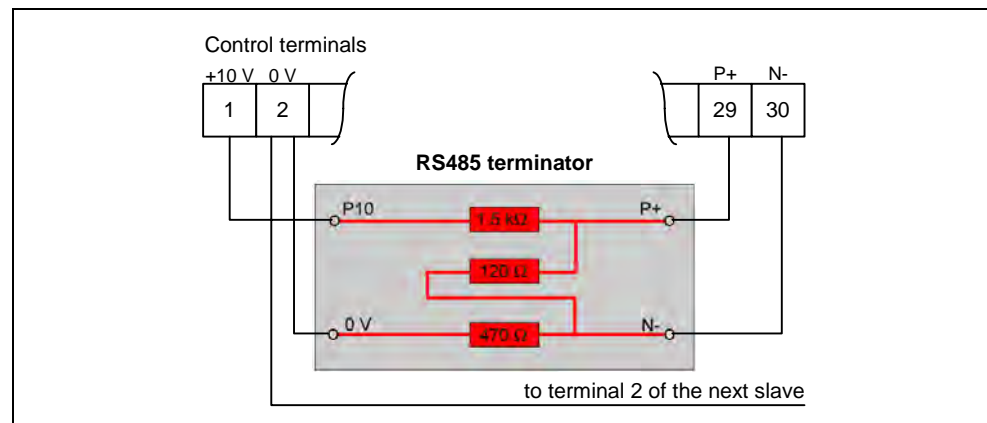 Control terminals
+10 V 0 V P+ N-
1 2 29 30
RS485 terminator
P10 1.5 kΩ P+
120 Ω
0 V 470 Ω N-
to terminal 2 of the next slave